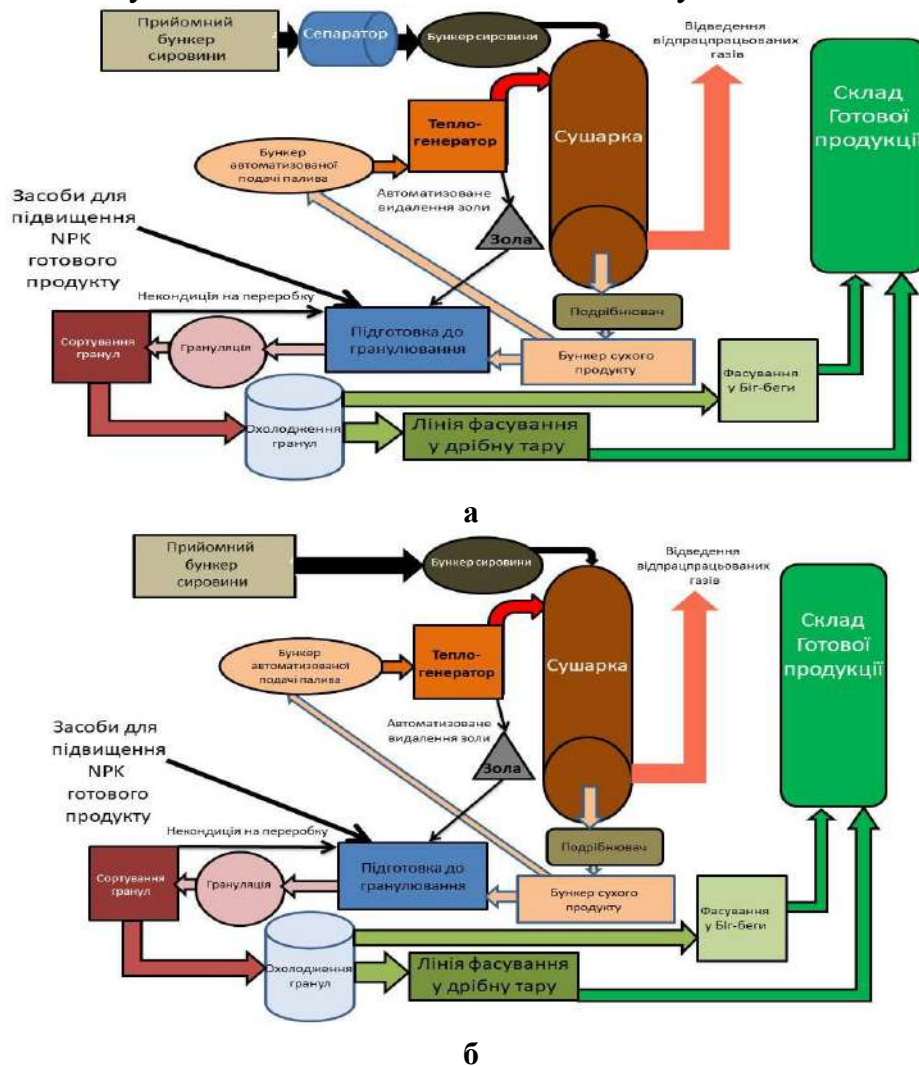 Прийомний
бункер
сировини
Сепаратор
Бункер сировини
Відведення
відпрацпрацьованих
газів
Склад
Готової
продукції
Тепло-
генератор
Сушарка
Бункер
автоматизованої
подачі палива
Автоматизоване
видалення золи
Засоби для
підвищення
NPK
готового
продукту
Зола
Некондиція на переробку
Подрібнювач
Сортування
гранул
Грануляція
Підготовка до
гранулювання
Бункер сухого
продукту
Фасування
у Біг-беги
Охолодження
гранул
Лінія фасування
у дрібну тару
а
Прийомний
бункер
сировини
Бункер сировини
Відведення
відпрацпрацьованих
газів
Склад
Готової
продукції
Тепло-
генератор
Сушарка
Бункер
автоматизованої
подачі палива
Автоматизоване
видалення золи
Засоби для
підвищення
NPK
готового
продукту
Зола
Некондиція на переробку
Подрібнювач
Сортування
гранул
Грануляція
Підготовка до
гранулювання
Бункер сухого
продукту
Фасування
у Біг-беги
Охолодження
гранул
Лінія фасування
у дрібну тару
б